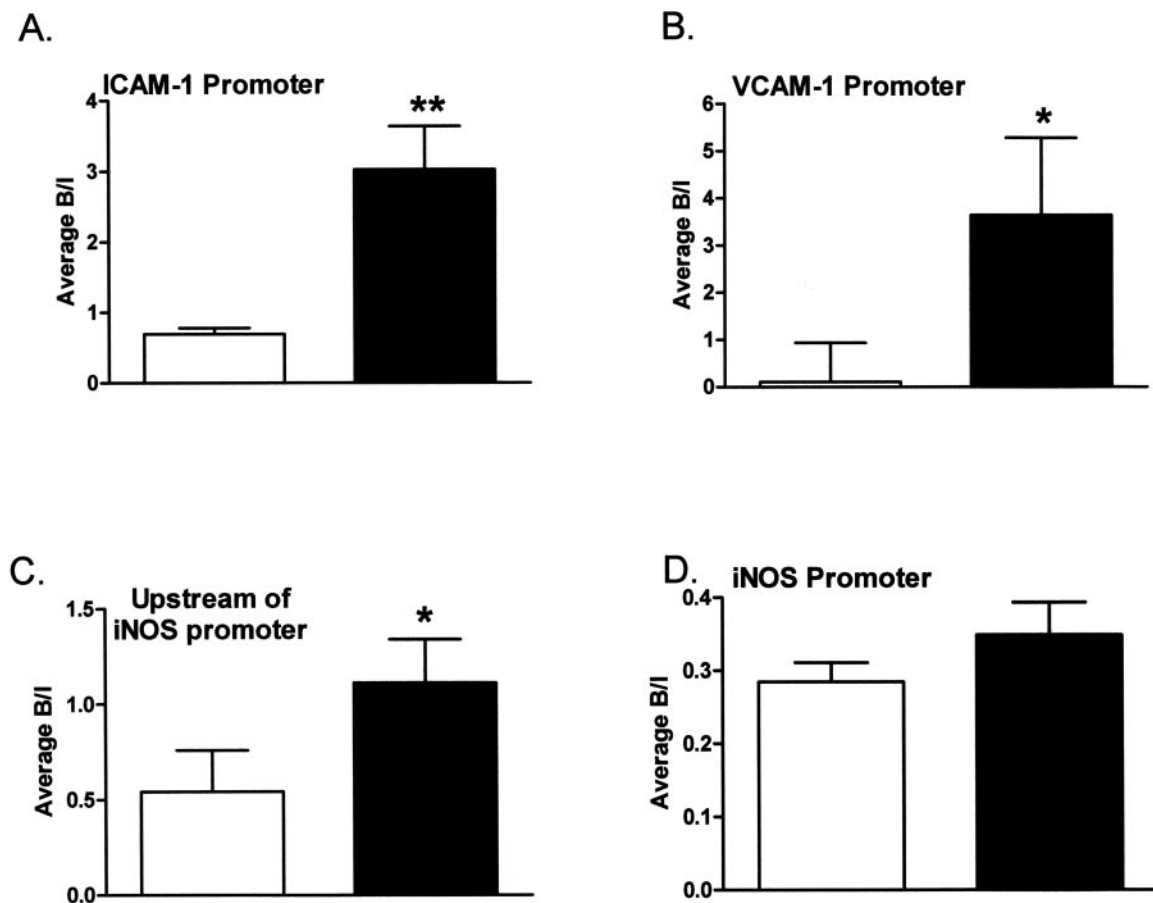 A.
ICAM-1 Promoter
**
4
3
2
1
0
Average B/I
B.
VCAM-1 Promoter
*
6
5
4
3
2
1
0
Average B/I
C.
Upstream of
iNOS promoter
*
1.5
1.0
0.5
0.0
Average B/I
D.
iNOS Promoter
0.4
0.3
0.2
0.1
0.0
Average B/I